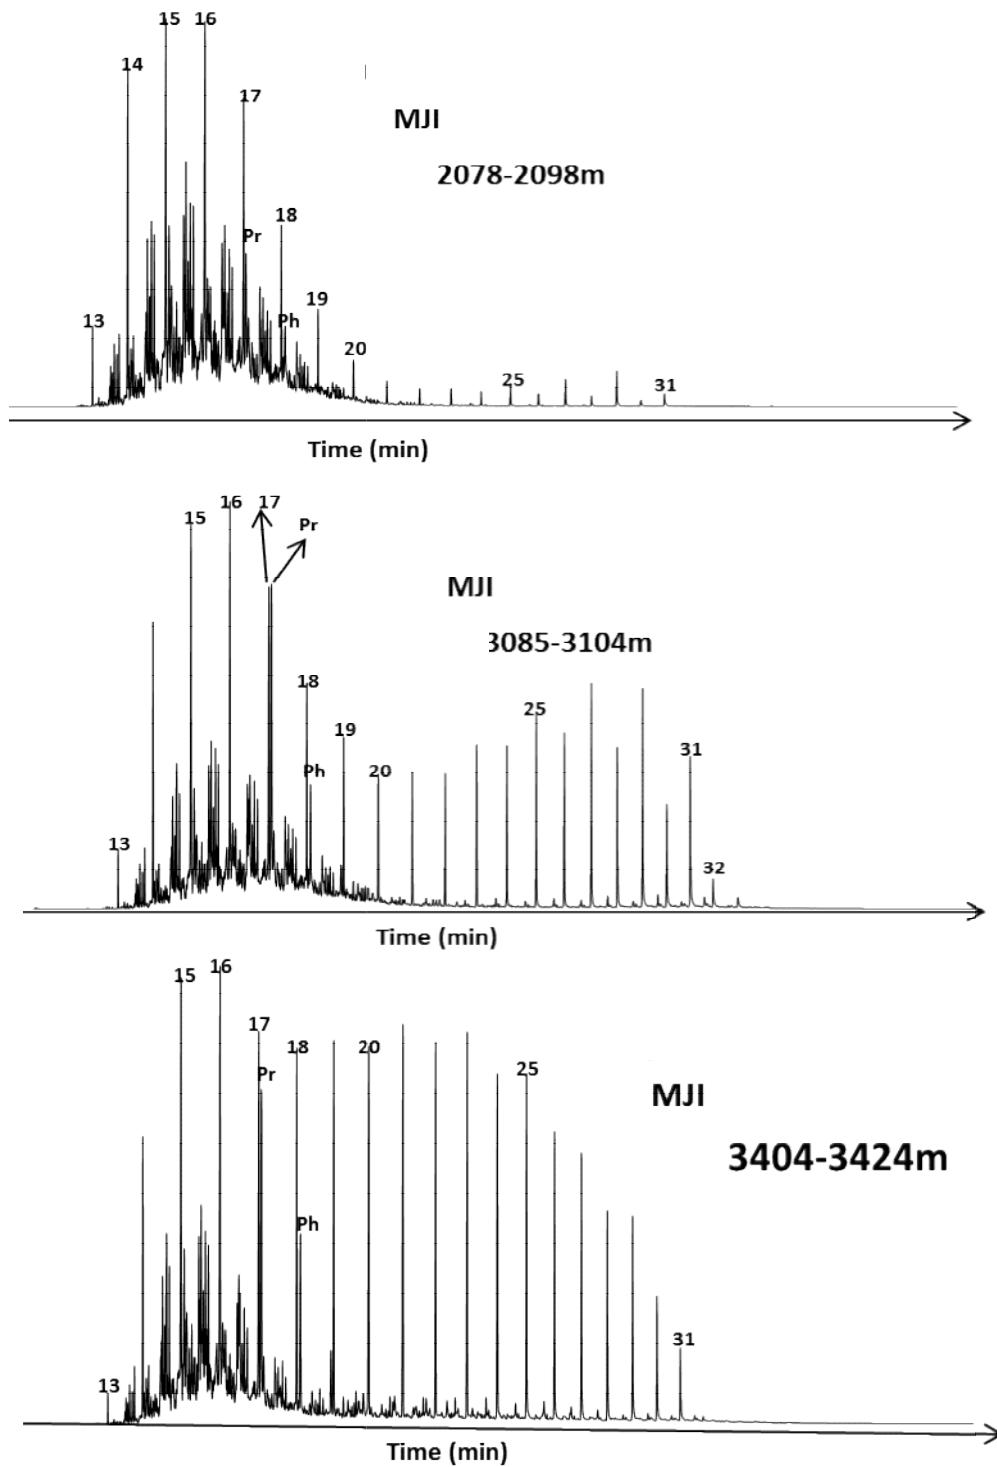 15 16
14
17
MJI
2078-2098m
18
Pr
19
13 Ph
20
25 31
Time (min)
16 17
15 Pr
MJI
3085-3104m
18
25
19 31
Ph 20
13 32
Time (min)
16
15
17
18 20
Pr 25
MJI
3404-3424m
Ph
31
13
Time (min)